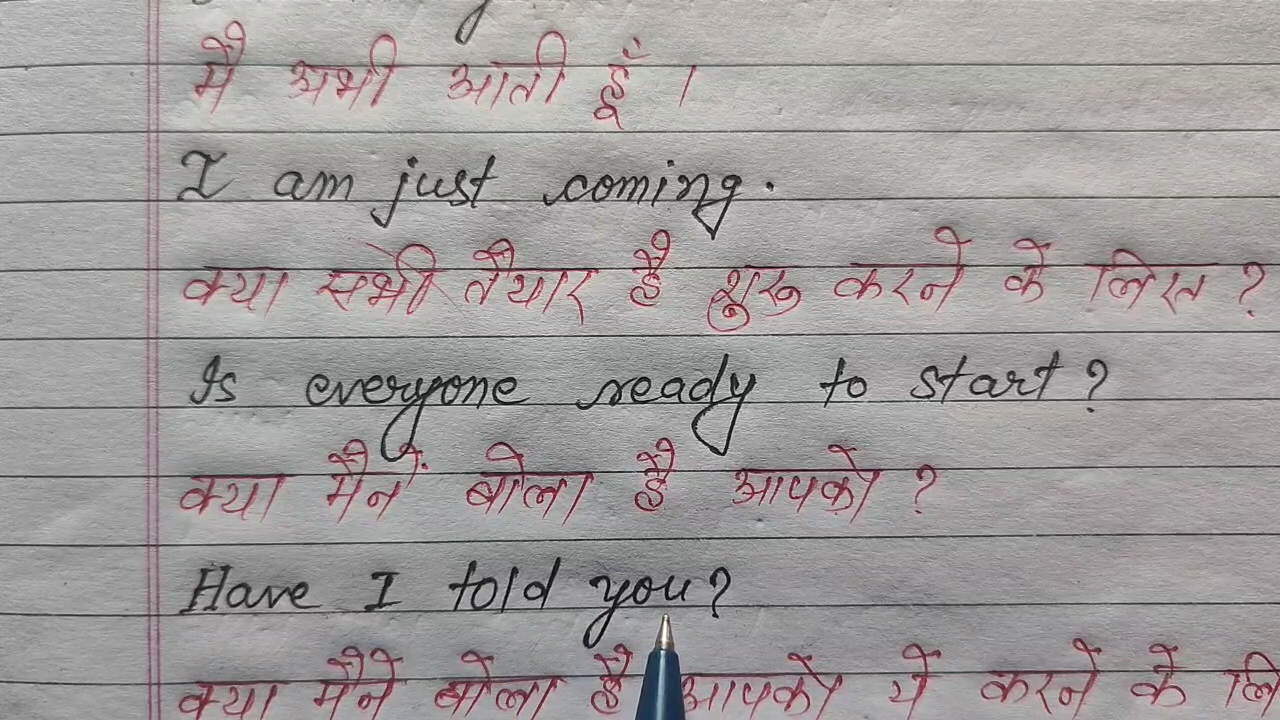 मै अभी आती हूँ।
I am just coming.
क्या सभी तैयार है शुरू करने के लिए ?
Is everyone ready to start?
क्या मैनें बोला है आपको ?
Have I told you?
क्या मैने बोला है आपको ये करने के लि